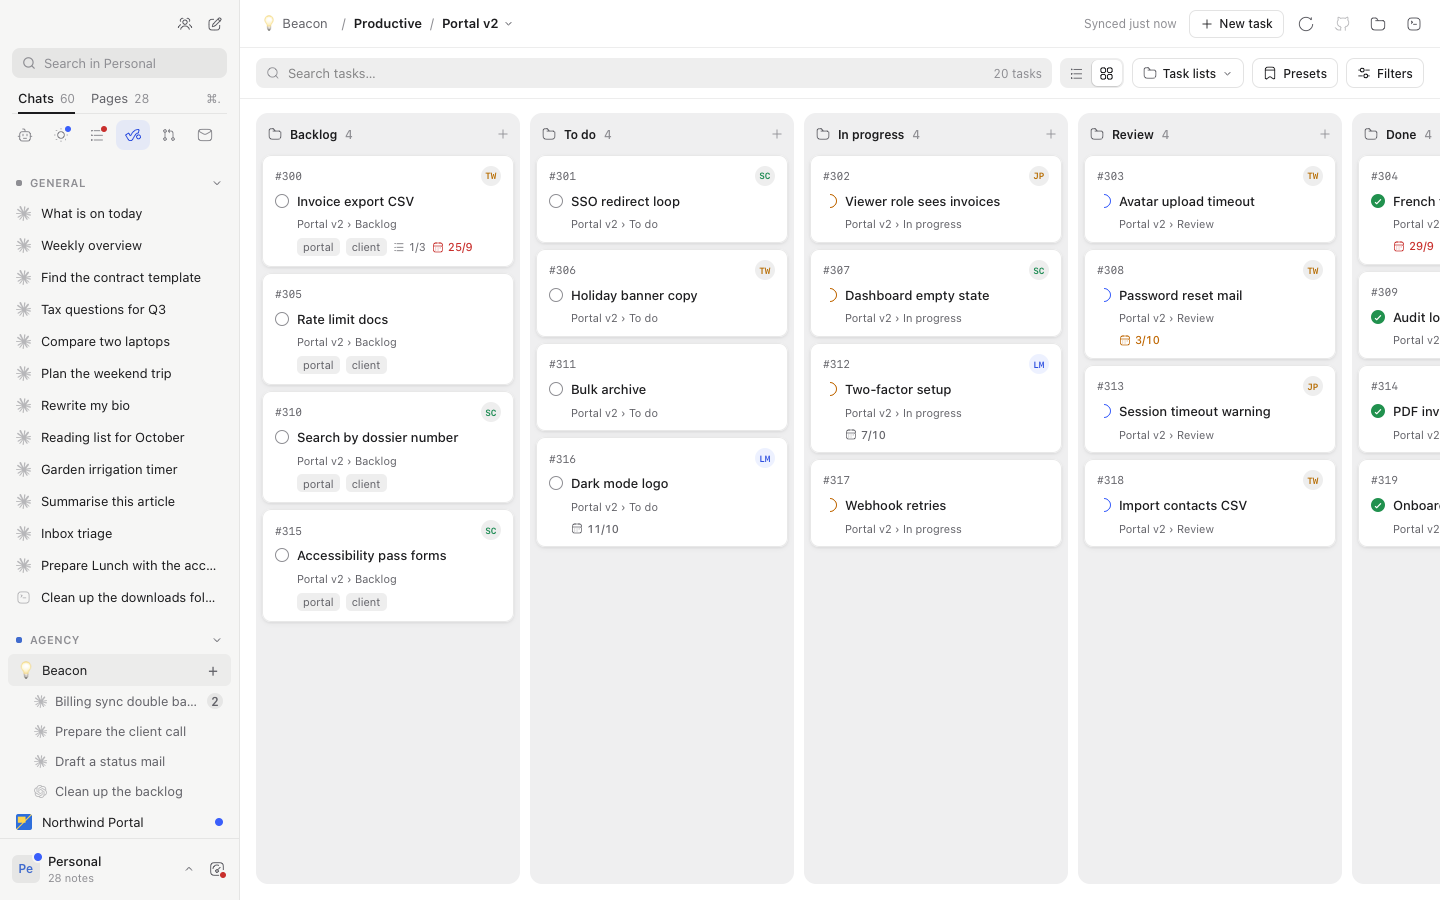 Search in Personal
Chats 60
Pages 28
⌘.
GENERAL
What is on today
Weekly overview
Find the contract template
Tax questions for Q3
Compare two laptops
Plan the weekend trip
Rewrite my bio
Reading list for October
Garden irrigation timer
Summarise this article
Inbox triage
Prepare Lunch with the acc...
Clean up the downloads fol...
AGENCY
Beacon
Billing sync double ba... 2
Prepare the client call
Draft a status mail
Clean up the backlog
Northwind Portal
Pe
Personal
28 notes
Beacon / Productive / Portal v2
Synced just now
New task
Search tasks...
20 tasks
Task lists
Presets
Filters
Backlog 4
#300 TW
Invoice export CSV
Portal v2 › Backlog
portal client 1/3 25/9
#305
Rate limit docs
Portal v2 › Backlog
portal client
#310 SC
Search by dossier number
Portal v2 › Backlog
portal client
#315 SC
Accessibility pass forms
Portal v2 › Backlog
portal client
To do 4
#301 SC
SSO redirect loop
Portal v2 › To do
#306 TW
Holiday banner copy
Portal v2 › To do
#311
Bulk archive
Portal v2 › To do
#316 LM
Dark mode logo
Portal v2 › To do
11/10
In progress 4
#302 JP
Viewer role sees invoices
Portal v2 › In progress
#307 SC
Dashboard empty state
Portal v2 › In progress
#312 LM
Two-factor setup
Portal v2 › In progress
7/10
#317
Webhook retries
Portal v2 › In progress
Review 4
#303 TW
Avatar upload timeout
Portal v2 › Review
#308 TW
Password reset mail
Portal v2 › Review
3/10
#313 JP
Session timeout warning
Portal v2 › Review
#318 TW
Import contacts CSV
Portal v2 › Review
Done 4
#304
French
Portal v2
29/9
#309
Audit lo
Portal v2
#314
PDF inv
Portal v2
#319
Onboar
Portal v2